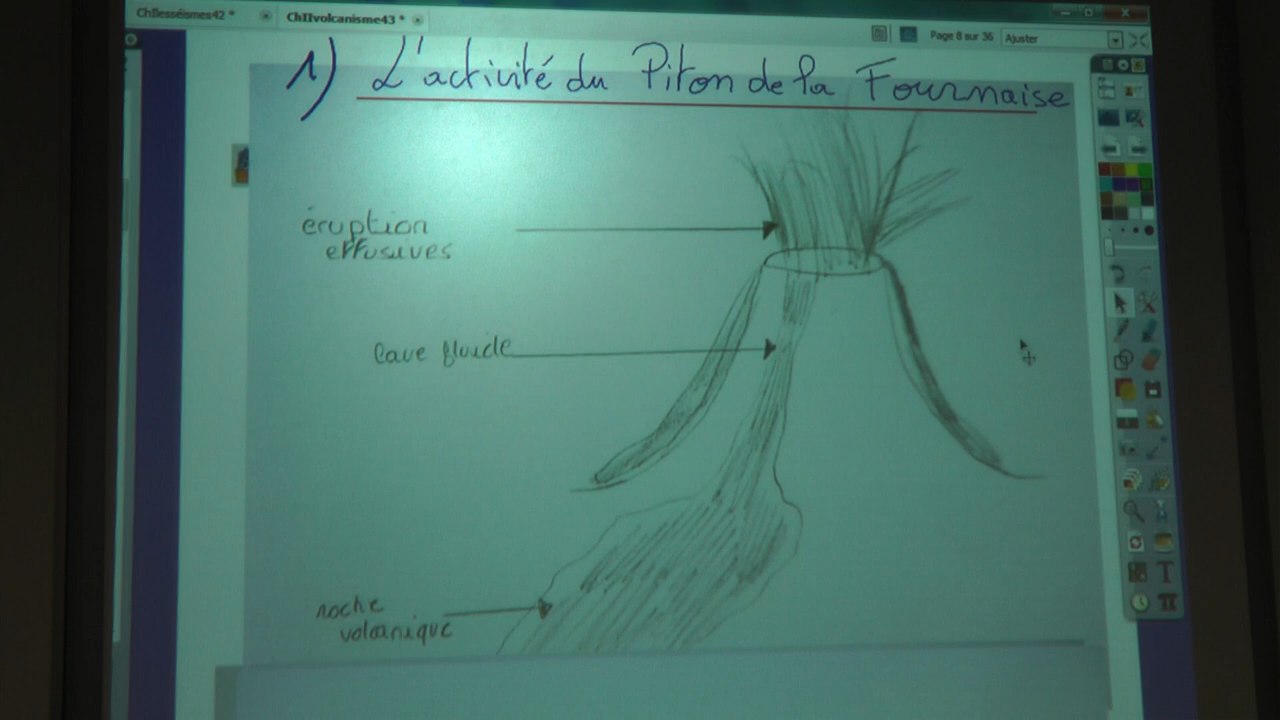 ChIIesséismes42 *
ChIIvolcanisme43 *
Page 8 sur 36
Ajuster
1) L'activité du Piton de la Fournaise
éruption
effusives
lave fluide
roche
volcanique